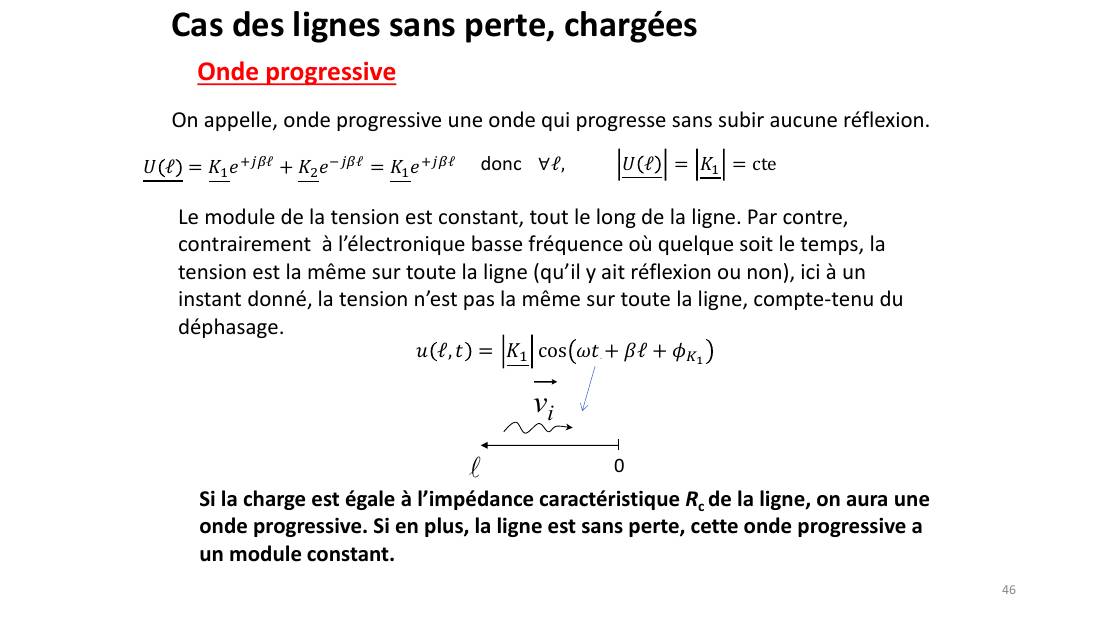 Cas des lignes sans perte, chargées
Onde progressive
On appelle, onde progressive une onde qui progresse sans subir aucune réflexion.
U(ℓ) = K₁e^{+jβℓ} + K₂e^{−jβℓ} = K₁e^{+jβℓ} donc ∀ℓ, |U(ℓ)| = |K₁| = cte
Le module de la tension est constant, tout le long de la ligne. Par contre,
contrairement à l’électronique basse fréquence où quelque soit le temps, la
tension est la même sur toute la ligne (qu’il y ait réflexion ou non), ici à un
instant donné, la tension n’est pas la même sur toute la ligne, compte-tenu du
déphasage.
u(ℓ, t) = |K₁| cos(ωt + βℓ + ϕ_{K₁})
v_i
ℓ 0
Si la charge est égale à l’impédance caractéristique R_c de la ligne, on aura une
onde progressive. Si en plus, la ligne est sans perte, cette onde progressive a
un module constant.
46